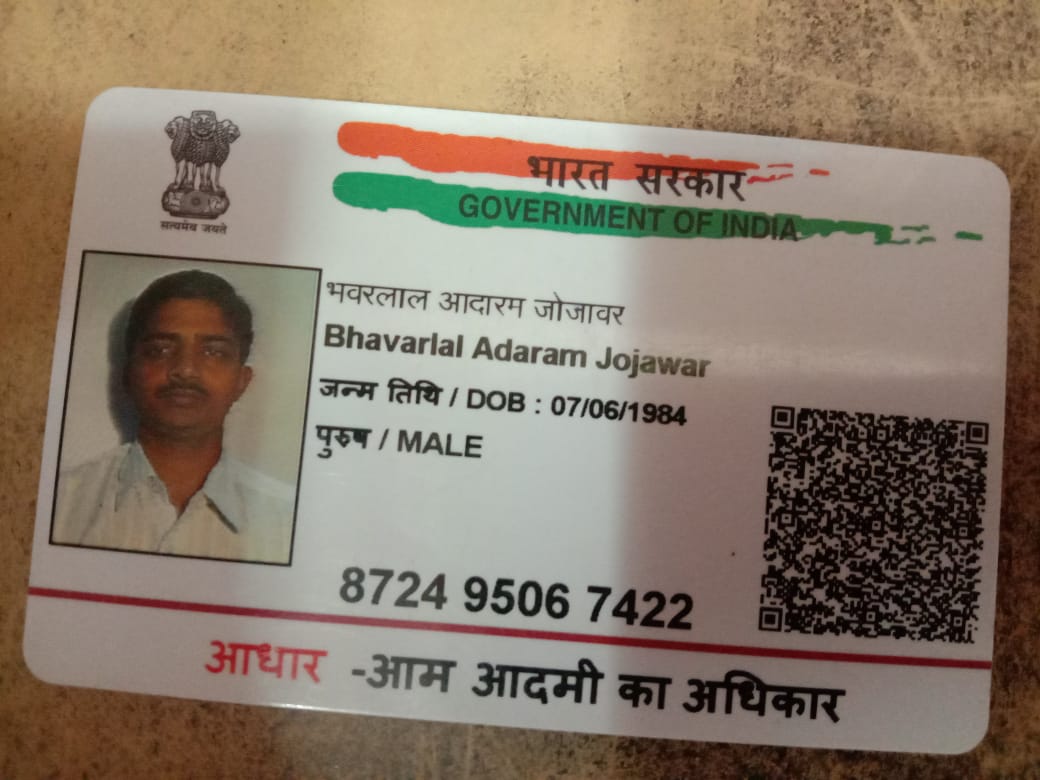 सत्यमेव जयते
भारत सरकार
GOVERNMENT OF INDIA
भवरलाल आदारम जोजावर
Bhavarlal Adaram Jojawar
जन्म तिथि / DOB : 07/06/1984
पुरुष / MALE
8724 9506 7422
आधार -आम आदमी का अधिकार